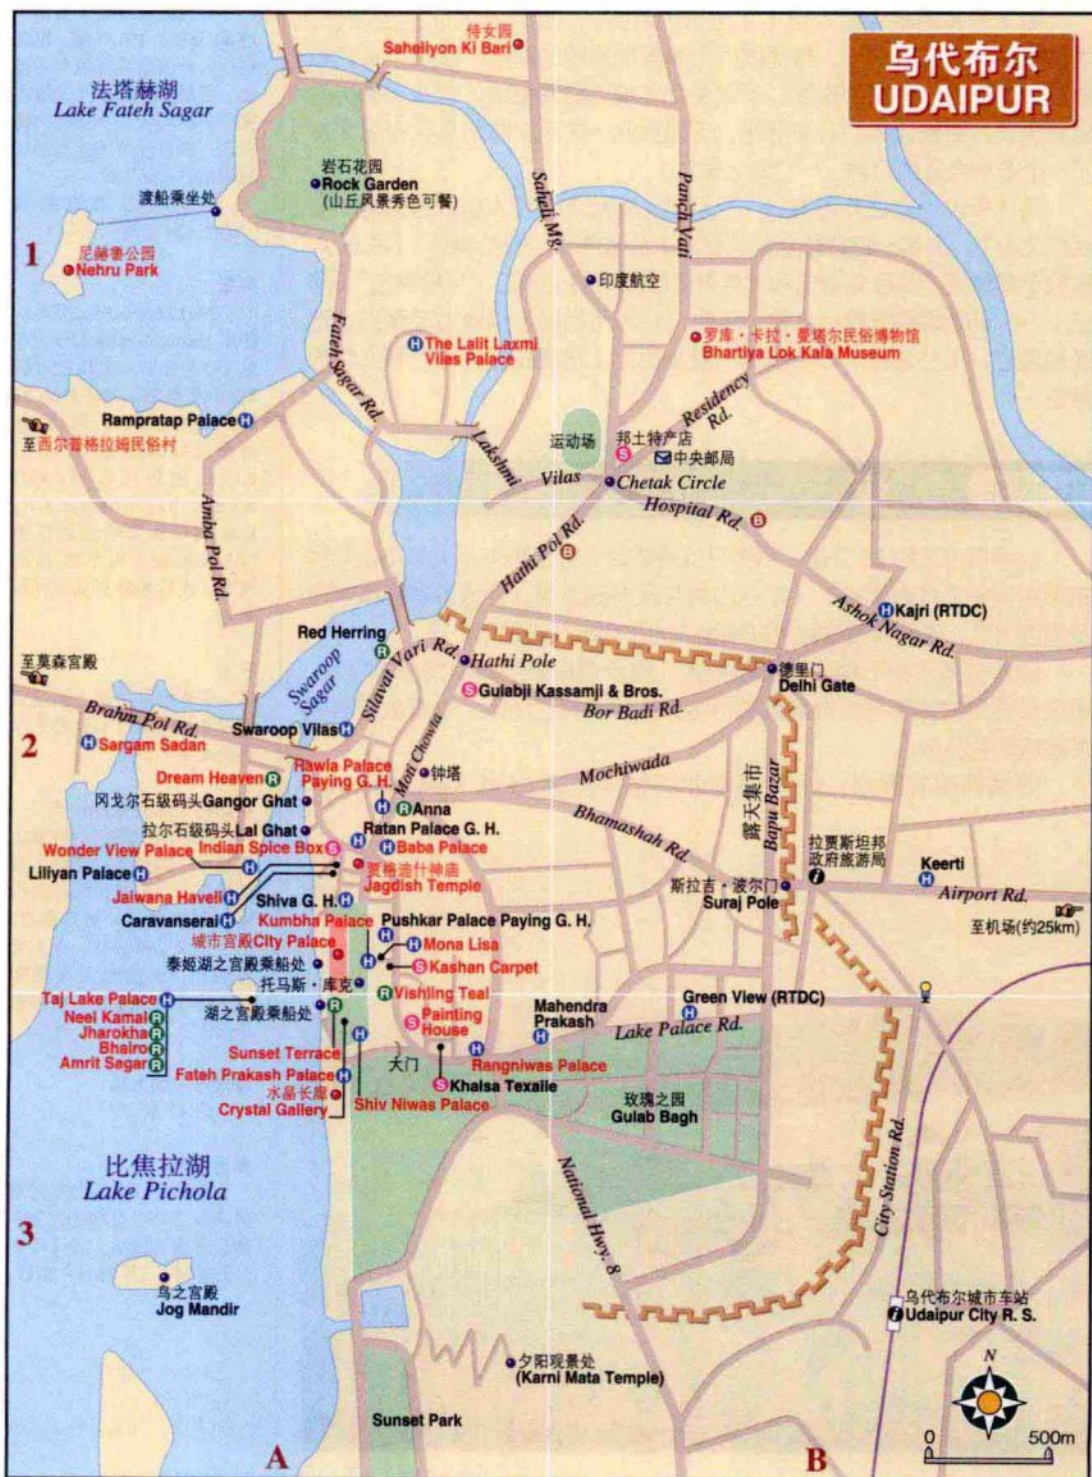 乌代布尔
UDAIPUR
侍女园
Saheliyon Ki Bari
法塔赫湖
Lake Fateh Sagar
岩石花园
Rock Garden
(山丘风景秀色可餐)
渡船乘坐处
Saheli Mg.
Panch Vati
1
尼赫鲁公园
Nehru Park
印度航空
Fateh Sagar Rd.
The Lalit Laxmi
Vilas Palace
罗库·卡拉·曼塔尔民俗博物馆
Bhartiya Lok Kala Museum
Residency
Rd.
Rampratap Palace
至西尔普格拉姆民俗村
运动场
邦土特产店
中央邮局
Lakshmi
Vilas
Chetak Circle
Hospital Rd.
Amba Pol Rd.
Hathi Pol Rd.
Kajri (RTDC)
Ashok Nagar Rd.
Red Herring
Swaroop
Sagar
Silavat Vari Rd.
Hathi Pole
至莫森宫殿
德里门
Delhi Gate
Gulabji Kassamji & Bros.
Bor Badi Rd.
Brahm Pol Rd.
2
Sargam Sadan
Swaroop Vilas
Moti Chowta
钟塔
Mochiwada
Dream Heaven
Rawla Palace
Paying G. H.
冈戈尔石级码头Gangor Ghat
Anna
Bhamashah Rd.
露天集市
Bapu Bazar
拉尔石级码头Lal Ghat
Ratan Palace G. H.
Wonder View Palace
Indian Spice Box
Baba Palace
拉贾斯坦邦
政府旅游局
Liliyan Palace
贾格迪什神庙
Jagdish Temple
Keerti
Jaiwana Haveli
Shiva G. H.
斯拉吉·波尔门
Suraj Pole
Airport Rd.
Caravanserai
Kumbha Palace
Pushkar Palace Paying G. H.
至机场(约25km)
城市宫殿City Palace
Mona Lisa
泰姬湖之宫殿乘船处
Kashan Carpet
托马斯·库克
Taj Lake Palace
Vishling Teal
Green View (RTDC)
Neel Kamal
湖之宫殿乘船处
Painting
House
Mahendra
Prakash
Lake Palace Rd.
Jharokha
Bhairo
Amrit Sagar
Sunset Terrace
大门
Rangniwas Palace
Fateh Prakash Palace
Khalsa Texaile
水晶长廊
Crystal Gallery
Shiv Niwas Palace
玫瑰之园
Gulab Bagh
比焦拉湖
Lake Pichola
National Hwy. 8
City Station Rd.
3
鸟之宫殿
Jog Mandir
乌代布尔城市车站
Udaipur City R. S.
夕阳观景处
(Karni Mata Temple)
N
Sunset Park
0 500m
A B